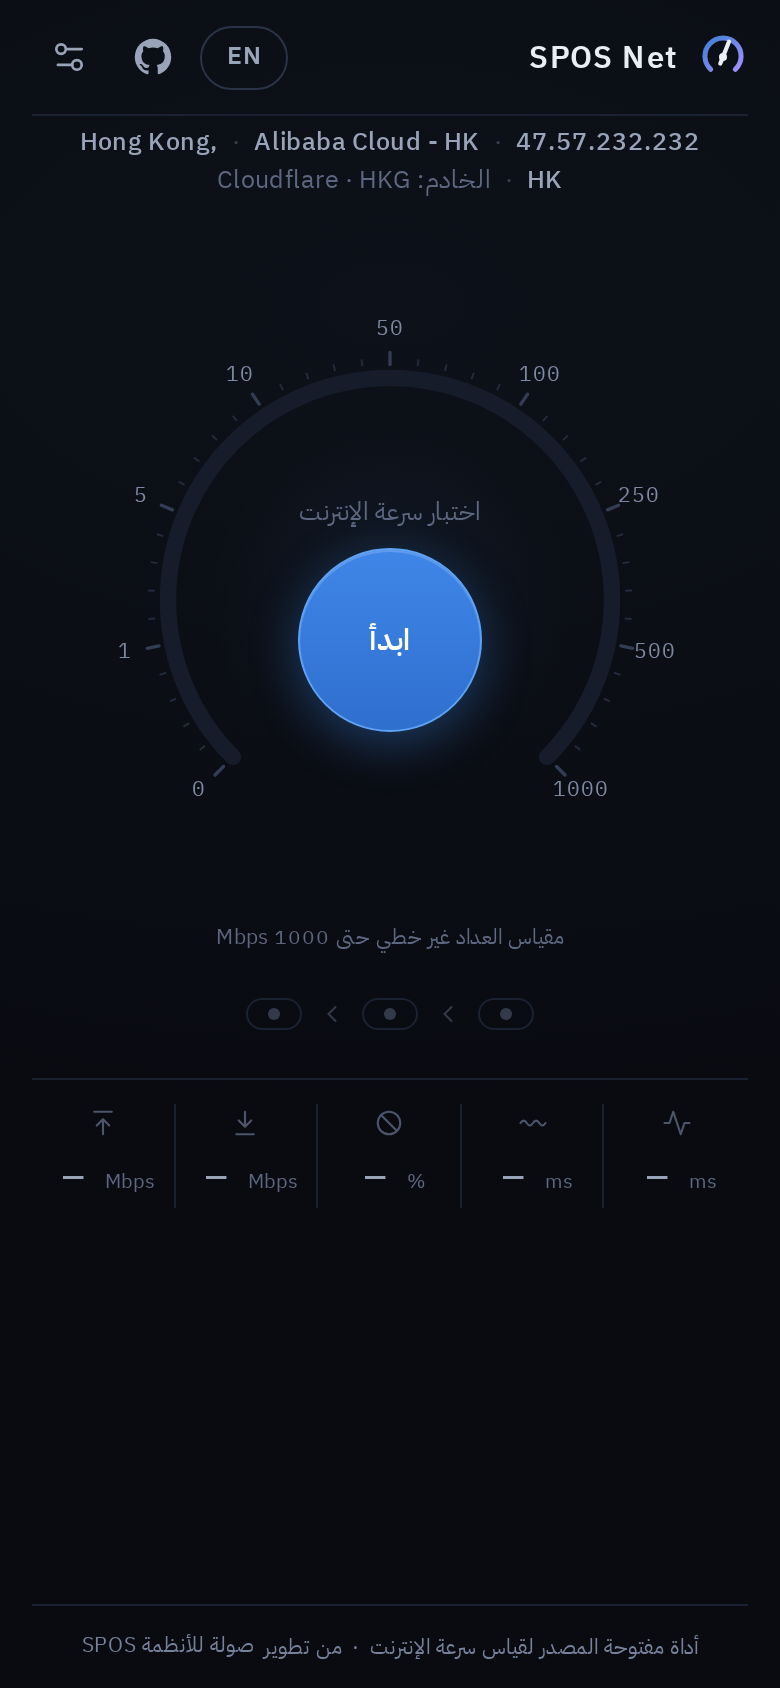 SPOS Net
EN
47.57.232.232 · Alibaba Cloud - HK · Hong Kong,
HK · الخادم: Cloudflare · HKG
50
10
100
5
250
اختبار سرعة الإنترنت
ابدأ
1
500
0
1000
مقياس العداد غير خطي حتى 1000 Mbps
— ms
— ms
— %
— Mbps
— Mbps
أداة مفتوحة المصدر لقياس سرعة الإنترنت · من تطوير صولة للأنظمة SPOS